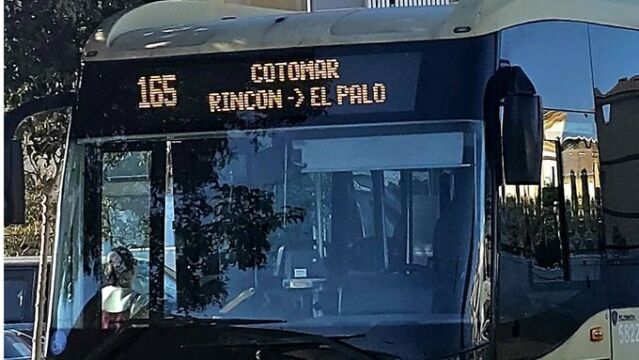 165
COTOMAR
RINCON -> EL PALO